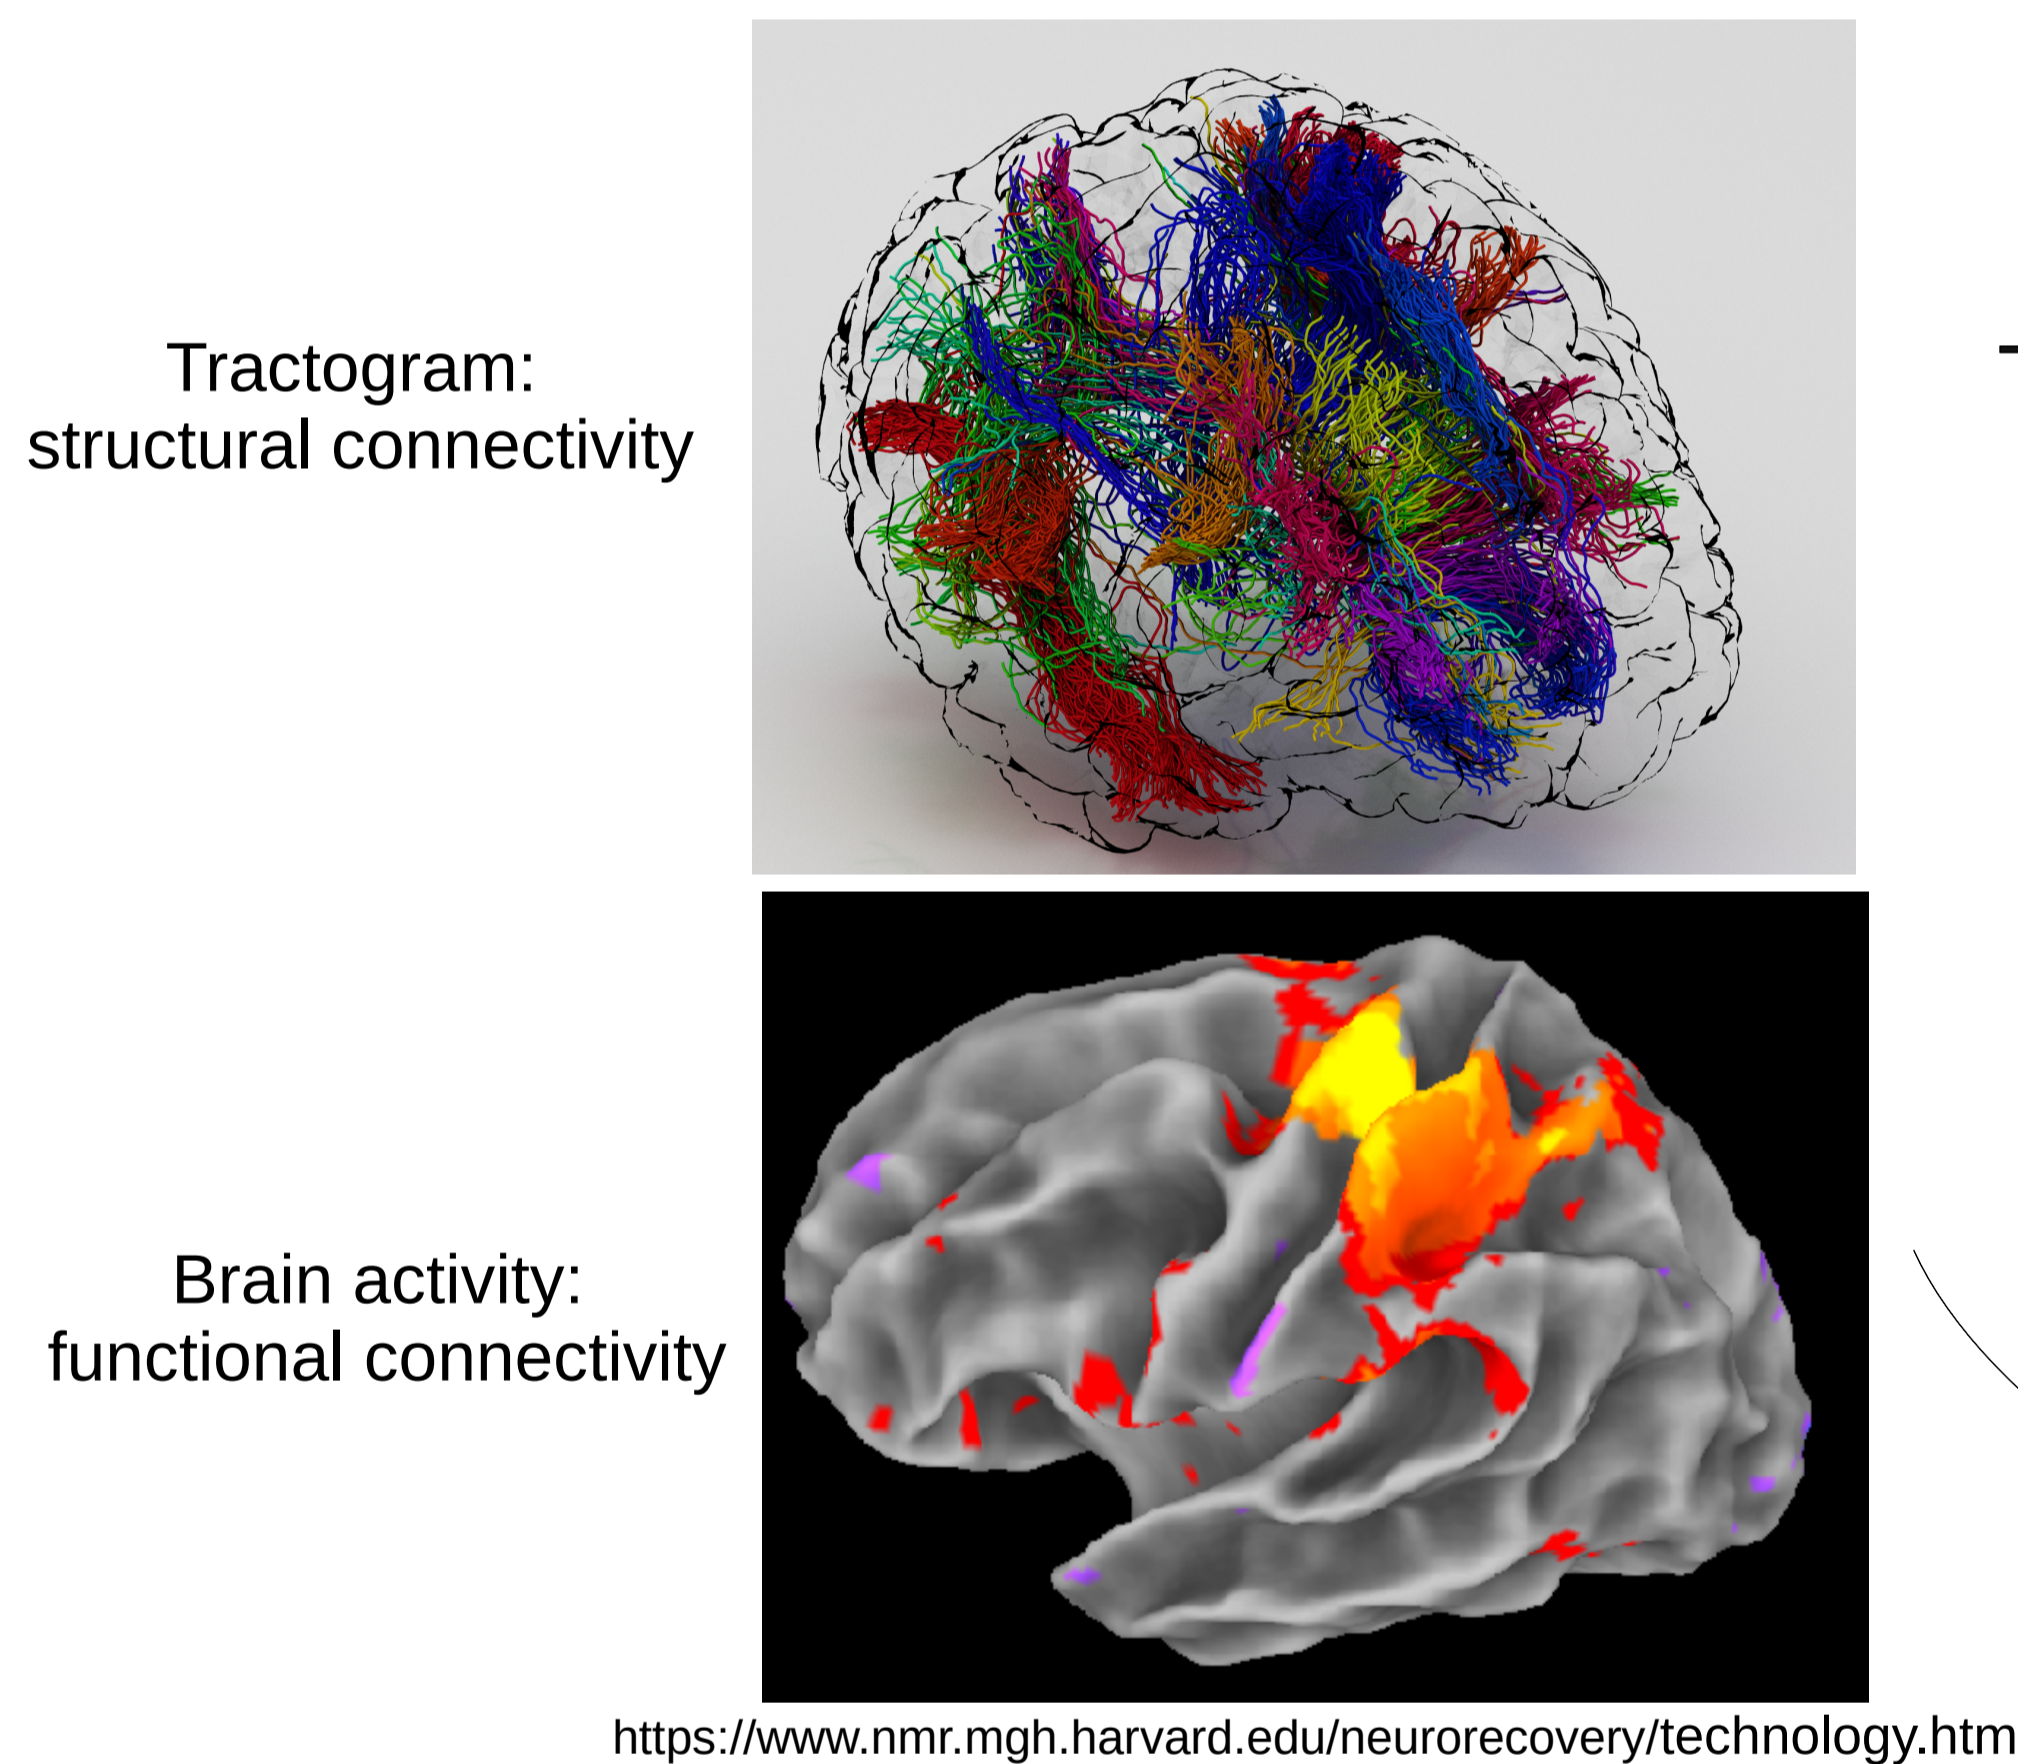 Tractogram:
structural connectivity
Brain activity:
functional connectivity
https://www.nmr.mgh.harvard.edu/neurorecovery/technology.htm